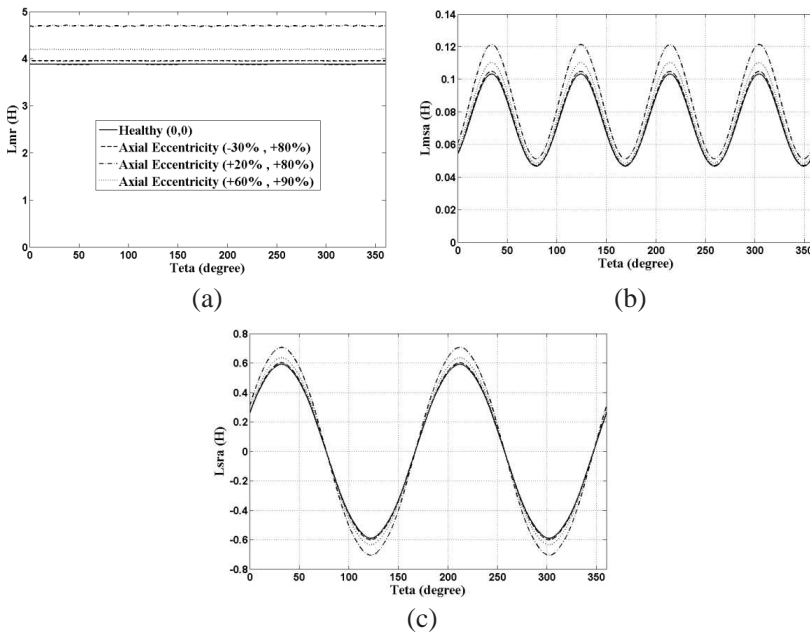 5
4
3
2
1
0
Lmr (H)
Healthy (0,0)
Axial Eccentricity (-30% , +80%)
Axial Eccentricity (+20% , +80%)
Axial Eccentricity (+60% , +90%)
0 50 100 150 200 250 300 350
Teta (degree)
(a)
0.14
0.12
0.1
0.08
0.06
0.04
0.02
0
Lmsa (H)
0 50 100 150 200 250 300 350
Teta (degree)
(b)
0.8
0.6
0.4
0.2
0
-0.2
-0.4
-0.6
-0.8
Lsra (H)
0 50 100 150 200 250 300 350
Teta (degree)
(c)